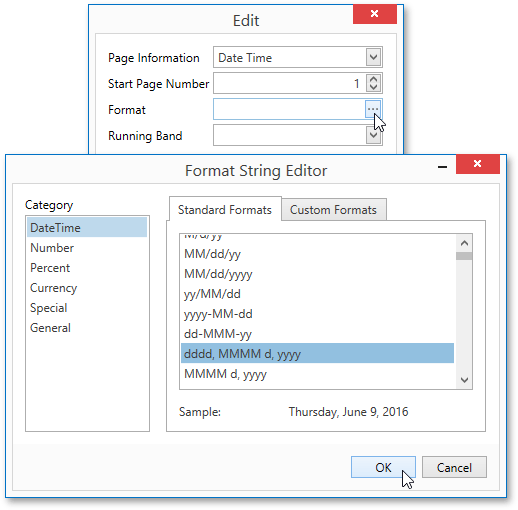 Edit
Page Information Date Time
Start Page Number 1
Format ...
Running Band
Format String Editor
Category
DateTime
Number
Percent
Currency
Special
General
Standard Formats Custom Formats
M/d/yy
MM/dd/yy
MM/dd/yyyy
yy/MM/dd
yyyy-MM-dd
dd-MMM-yy
dddd, MMMM d, yyyy
MMMM d, yyyy
Sample: Thursday, June 9, 2016
OK Cancel